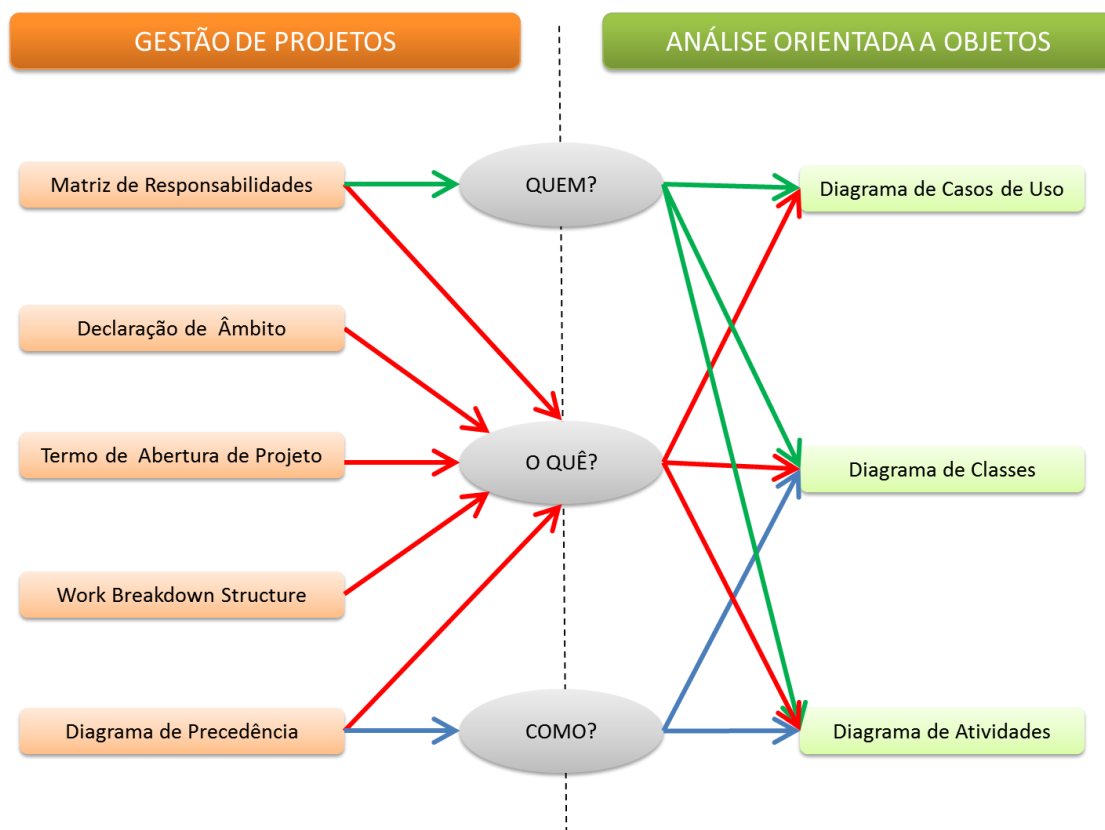 GESTÃO DE PROJETOS
ANÁLISE ORIENTADA A OBJETOS
Matriz de Responsabilidades
QUEM?
Diagrama de Casos de Uso
Declaração de Âmbito
Termo de Abertura de Projeto
O QUÊ?
Diagrama de Classes
Work Breakdown Structure
Diagrama de Precedência
COMO?
Diagrama de Atividades